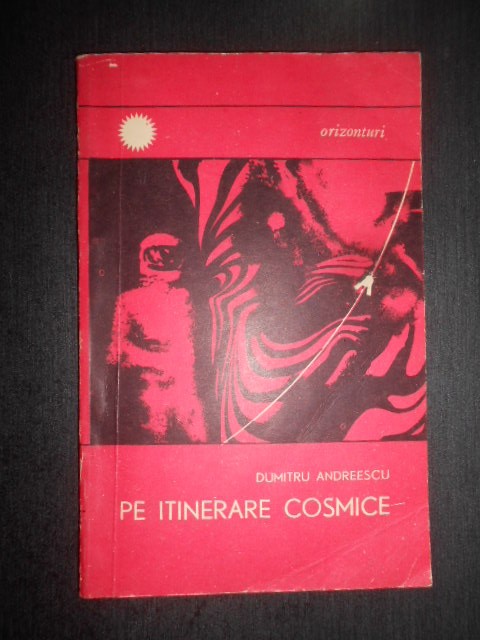 orizonturi
DUMITRU ANDREESCU
PE ITINERARE COSMICE